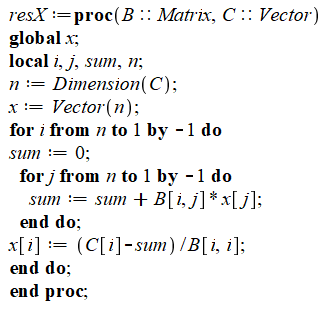 resX := proc(B :: Matrix, C :: Vector)
global x;
local i, j, sum, n;
n := Dimension(C);
x := Vector(n);
for i from n to 1 by -1 do
sum := 0;
for j from n to 1 by -1 do
sum := sum + B[i, j]*x[j];
end do;
x[i] := (C[i]-sum)/B[i, i];
end do;
end proc;